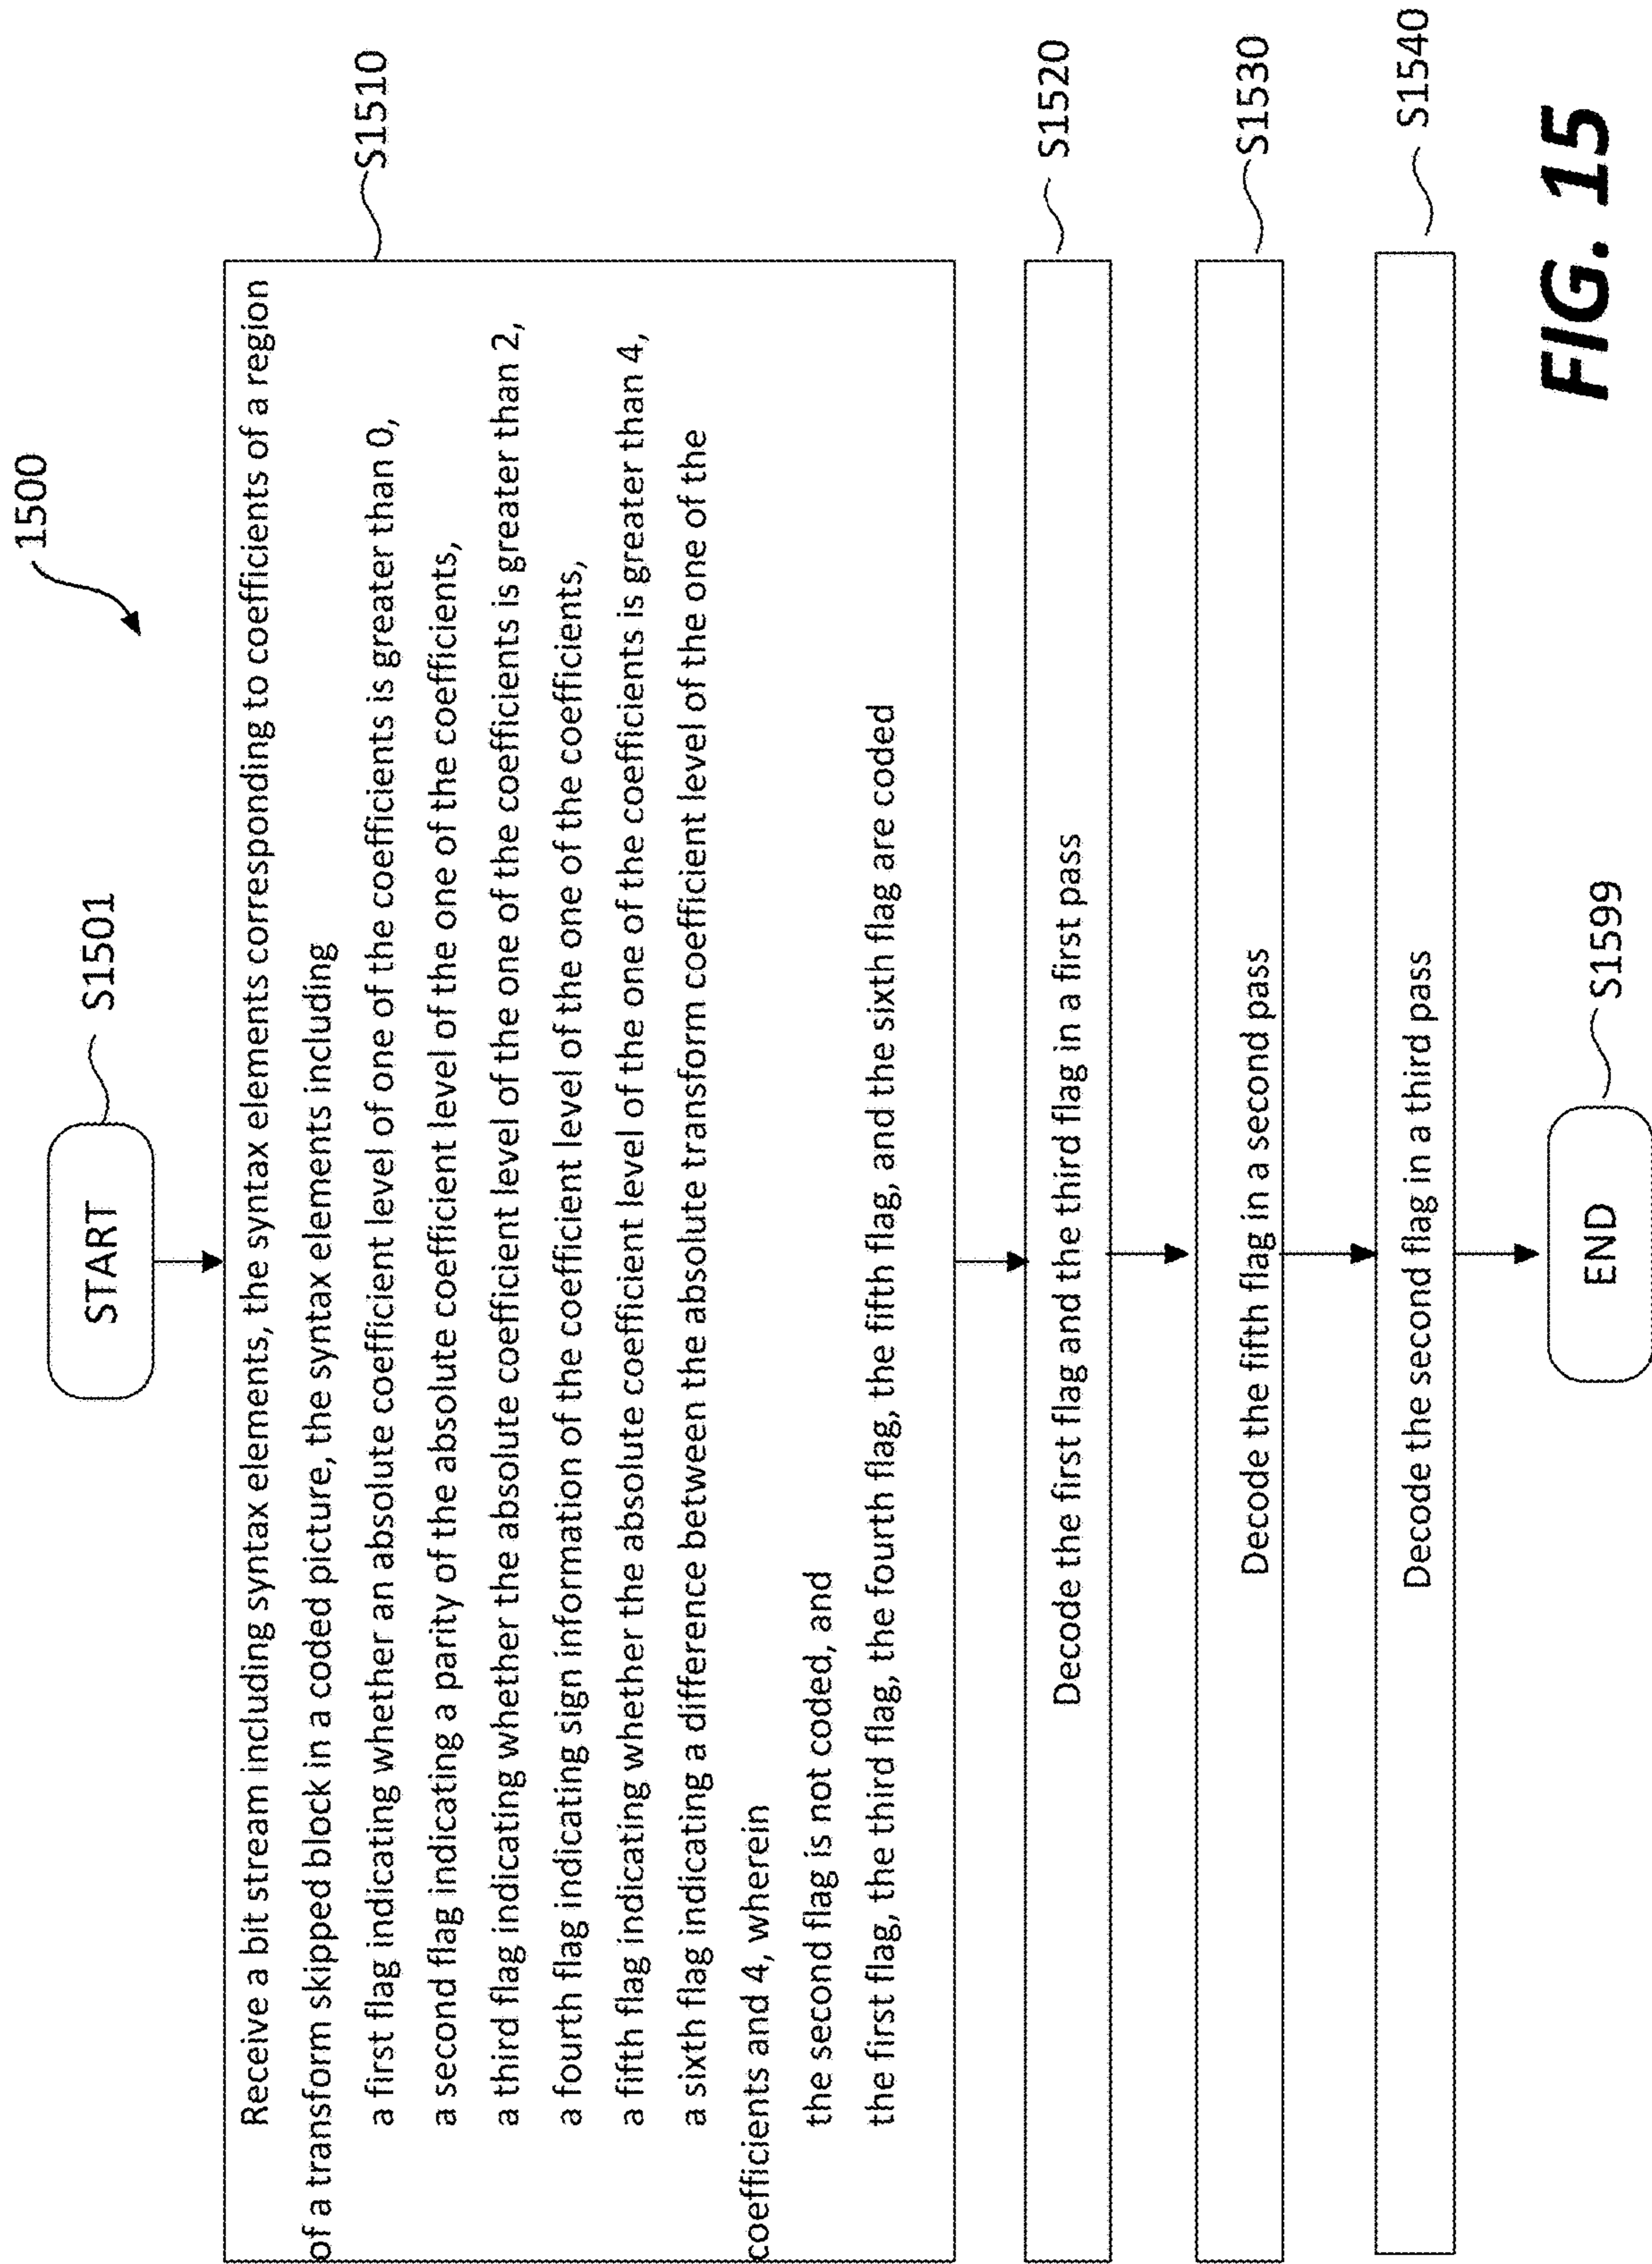 1500
START
S1501
Receive a bit stream including syntax elements, the syntax elements corresponding to coefficients of a region
of a transform skipped block in a coded picture, the syntax elements including
a first flag indicating whether an absolute coefficient level of one of the coefficients is greater than 0,
a second flag indicating a parity of the absolute coefficient level of the one of the coefficients,
a third flag indicating whether the absolute coefficient level of the one of the coefficients is greater than 2,
a fourth flag indicating sign information of the coefficient level of the one of the coefficients,
a fifth flag indicating whether the absolute coefficient level of the one of the coefficients is greater than 4,
a sixth flag indicating a difference between the absolute transform coefficient level of the one of the
coefficients and 4, wherein
the second flag is not coded, and
the first flag, the third flag, the fourth flag, the fifth flag, and the sixth flag are coded
S1510
Decode the first flag and the third flag in a first pass
S1520
Decode the fifth flag in a second pass
S1530
Decode the second flag in a third pass
S1540
END
S1599
FIG. 15